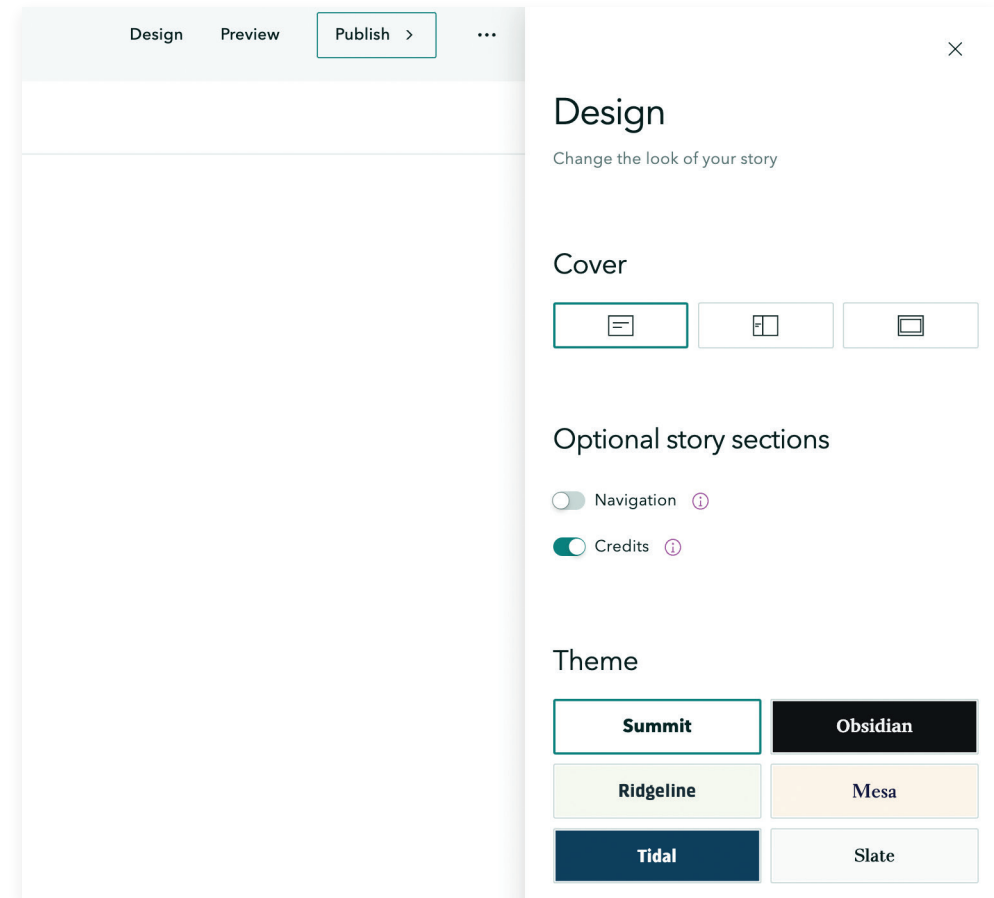 Design Preview Publish >
Design
Change the look of your story
Cover
Optional story sections
Navigation
Credits
Theme
Summit Obsidian
Ridgeline Mesa
Tidal Slate